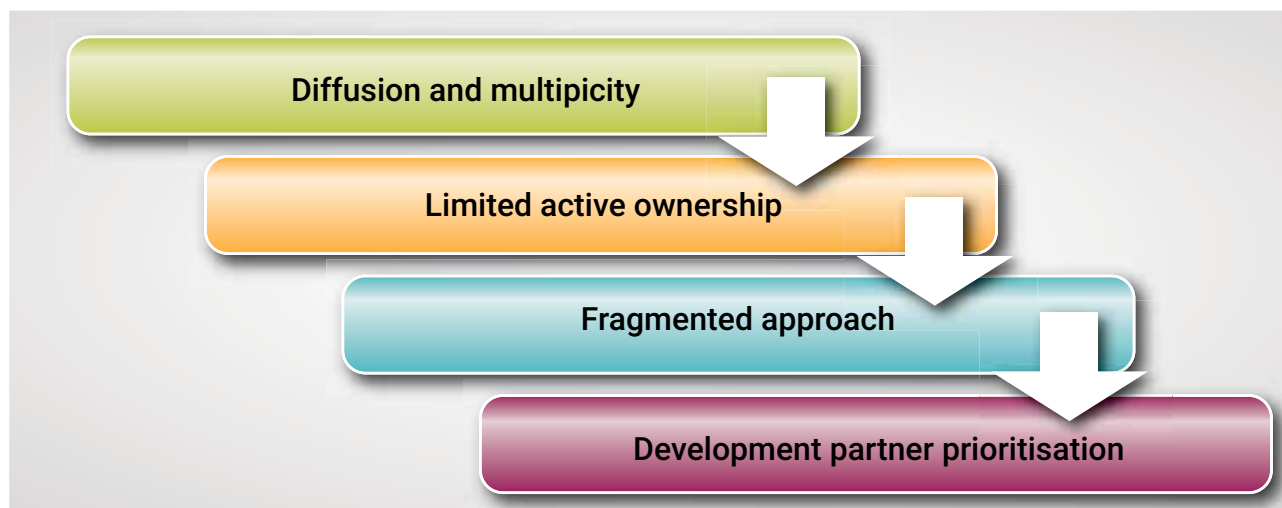 Diffusion and multipicity
Limited active ownership
Fragmented approach
Development partner prioritisation